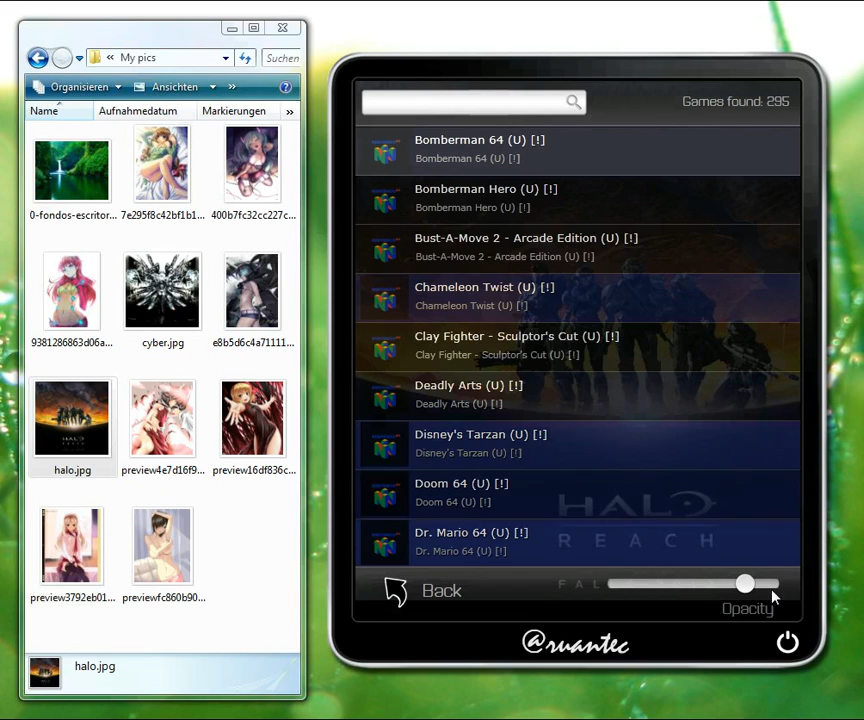 My pics
Suchen
Organisieren
Ansichten
»
Name
Aufnahmedatum
Markierungen
»
0-fondos-escritor...
7e295f8c42bf1b1...
400b7fc32cc227c...
9381286863d06a...
cyber.jpg
e8b5d6c4a71111...
halo.jpg
preview4e7d16f9...
preview16df836c...
preview3792eb01...
previewfc860b90...
halo.jpg
Games found: 295
Bomberman 64 (U) [!]
Bomberman 64 (U) [!]
Bomberman Hero (U) [!]
Bomberman Hero (U) [!]
Bust-A-Move 2 - Arcade Edition (U) [!]
Bust-A-Move 2 - Arcade Edition (U) [!]
Chameleon Twist (U) [!]
Chameleon Twist (U) [!]
Clay Fighter - Sculptor's Cut (U) [!]
Clay Fighter - Sculptor's Cut (U) [!]
Deadly Arts (U) [!]
Deadly Arts (U) [!]
Disney's Tarzan (U) [!]
Disney's Tarzan (U) [!]
Doom 64 (U) [!]
Doom 64 (U) [!]
Dr. Mario 64 (U) [!]
Dr. Mario 64 (U) [!]
HALO
REACH
FAL
Back
Opacity
@ruantec